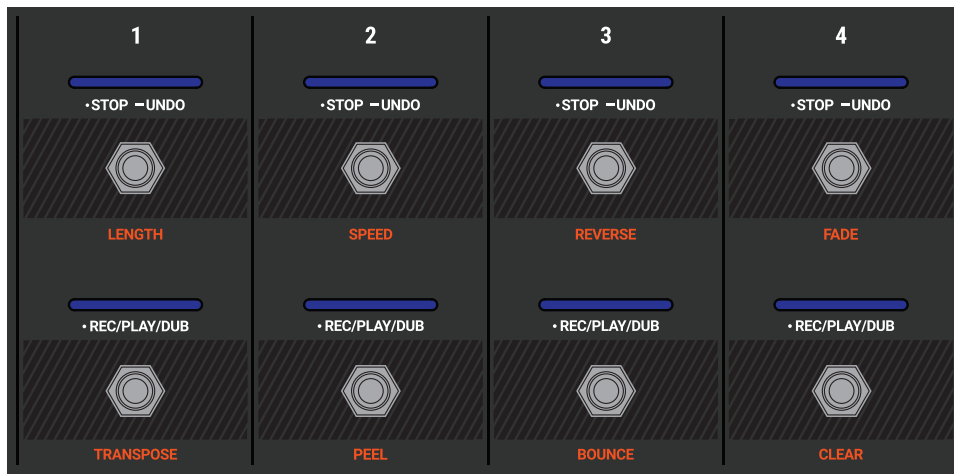 1 2 3 4
•STOP –UNDO •STOP –UNDO •STOP –UNDO •STOP –UNDO
LENGTH SPEED REVERSE FADE
•REC/PLAY/DUB •REC/PLAY/DUB •REC/PLAY/DUB •REC/PLAY/DUB
TRANSPOSE PEEL BOUNCE CLEAR